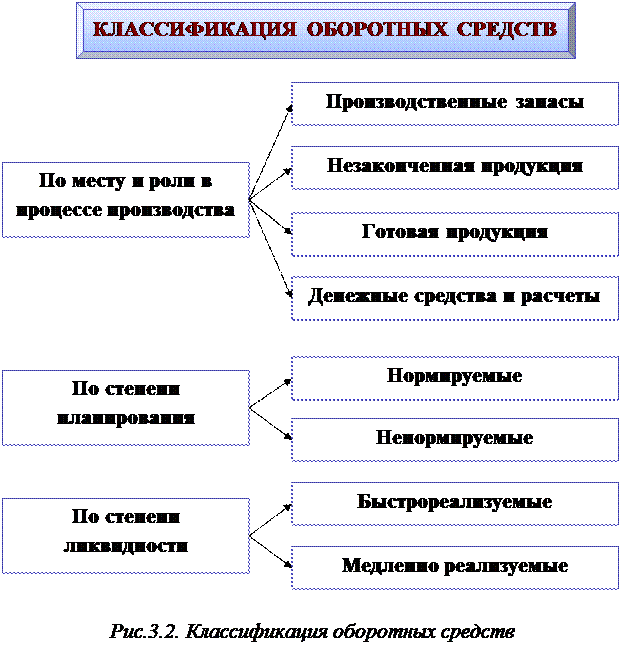 КЛАССИФИКАЦИЯ ОБОРОТНЫХ СРЕДСТВ
По месту и роли в
процессе производства
Производственные запасы
Незаконченная продукция
Готовая продукция
Денежные средства и расчеты
По степени
планирования
Нормируемые
Ненормируемые
По степени
ликвидности
Быстрореализуемые
Медленно реализуемые
Рис.3.2. Классификация оборотных средств